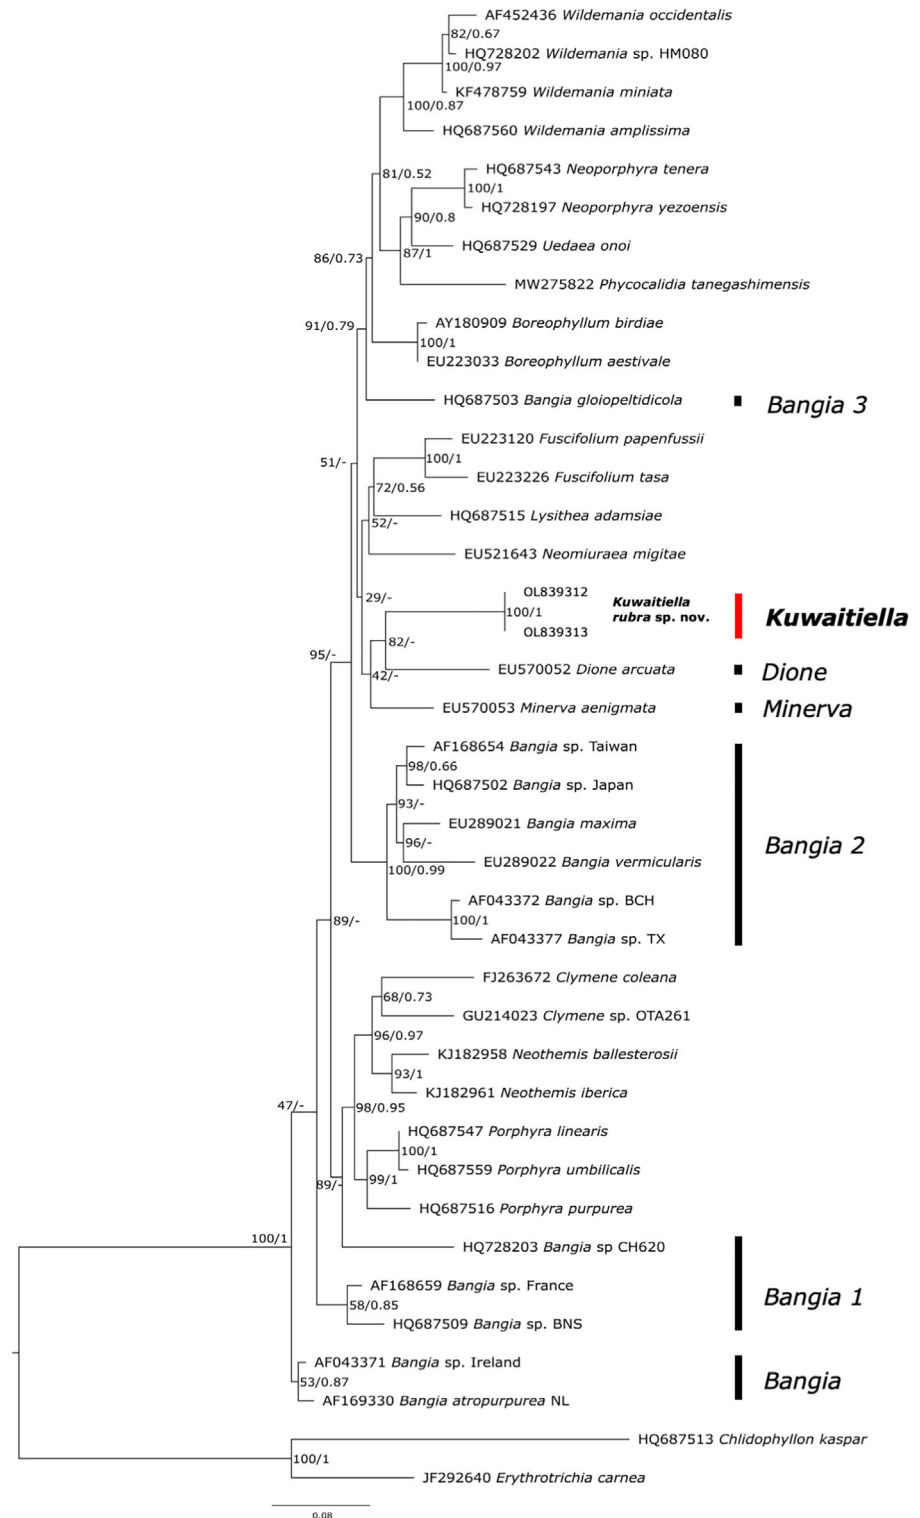 AF452436 Wildemania occidentalis
82/0.67
HQ728202 Wildemania sp. HM080
100/0.97
KF478759 Wildemania miniata
100/0.87
HQ687560 Wildemania amplissima
81/0.52
HQ687543 Neoporphyra tenera
100/1
HQ728197 Neoporphyra yezoensis
90/0.8
HQ687529 Uedaea onoi
87/1
86/0.73
MW275822 Phycocalidia tanegashimensis
AY180909 Boreophyllum birdiae
91/0.79
100/1
EU223033 Boreophyllum aestivale
HQ687503 Bangia gloiopeltidicola
Bangia 3
EU223120 Fuscifolium papenfussii
100/1
51/-
EU223226 Fuscifolium tasa
72/0.56
HQ687515 Lysithea adamsiae
52/-
EU521643 Neomiuraea migitae
OL839312
29/-
100/1
Kuwaitiella
rubra sp. nov.
Kuwaitiella
OL839313
82/-
95/-
EU570052 Dione arcuata
Dione
42/-
EU570053 Minerva aenigmata
Minerva
AF168654 Bangia sp. Taiwan
98/0.66
HQ687502 Bangia sp. Japan
93/-
EU289021 Bangia maxima
96/-
Bangia 2
EU289022 Bangia vermicularis
100/0.99
AF043372 Bangia sp. BCH
100/1
89/-
AF043377 Bangia sp. TX
FJ263672 Clymene coleana
68/0.73
GU214023 Clymene sp. OTA261
96/0.97
KJ182958 Neothemis ballesterosii
93/1
KJ182961 Neothemis iberica
47/-
98/0.95
HQ687547 Porphyra linearis
100/1
HQ687559 Porphyra umbilicalis
99/1
89/-
HQ687516 Porphyra purpurea
100/1
HQ728203 Bangia sp CH620
AF168659 Bangia sp. France
Bangia 1
58/0.85
HQ687509 Bangia sp. BNS
AF043371 Bangia sp. Ireland
53/0.87
Bangia
AF169330 Bangia atropurpurea NL
HQ687513 Chlidophyllon kaspar
100/1
JF292640 Erythrotrichia carnea
0.08